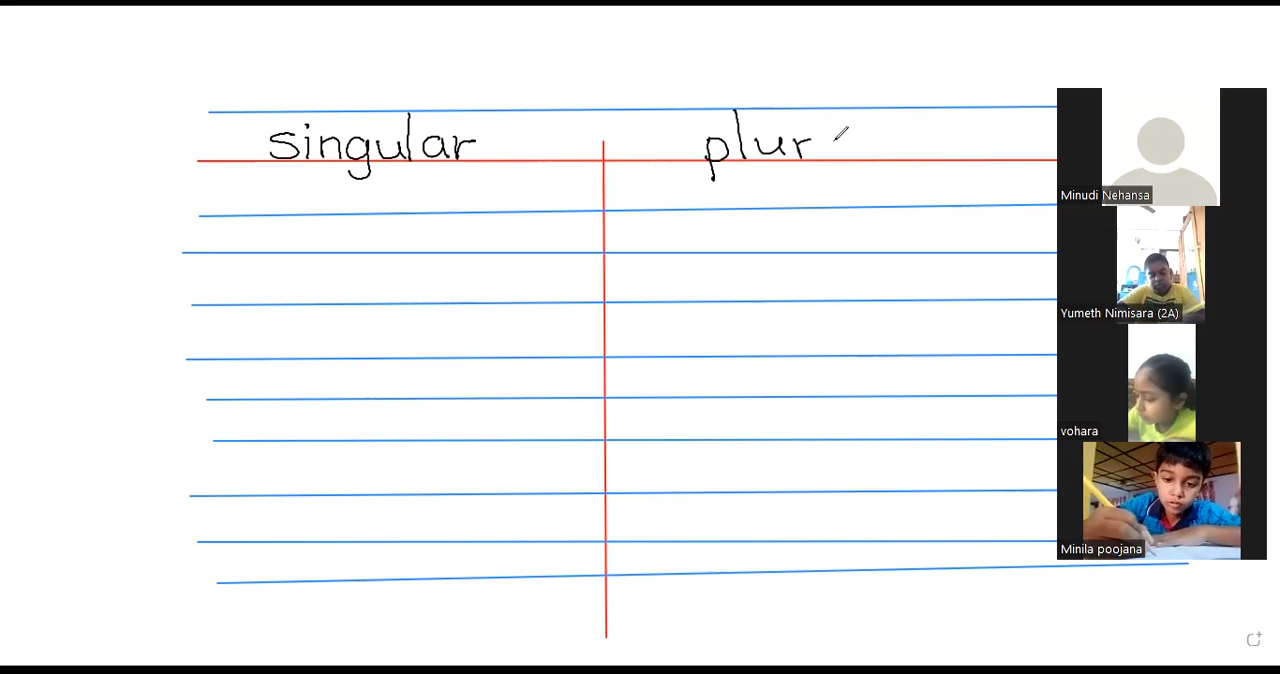 singular plur
Minudi Nehansa
Yumeth Nimisara (2A)
vohara
Minila poojana